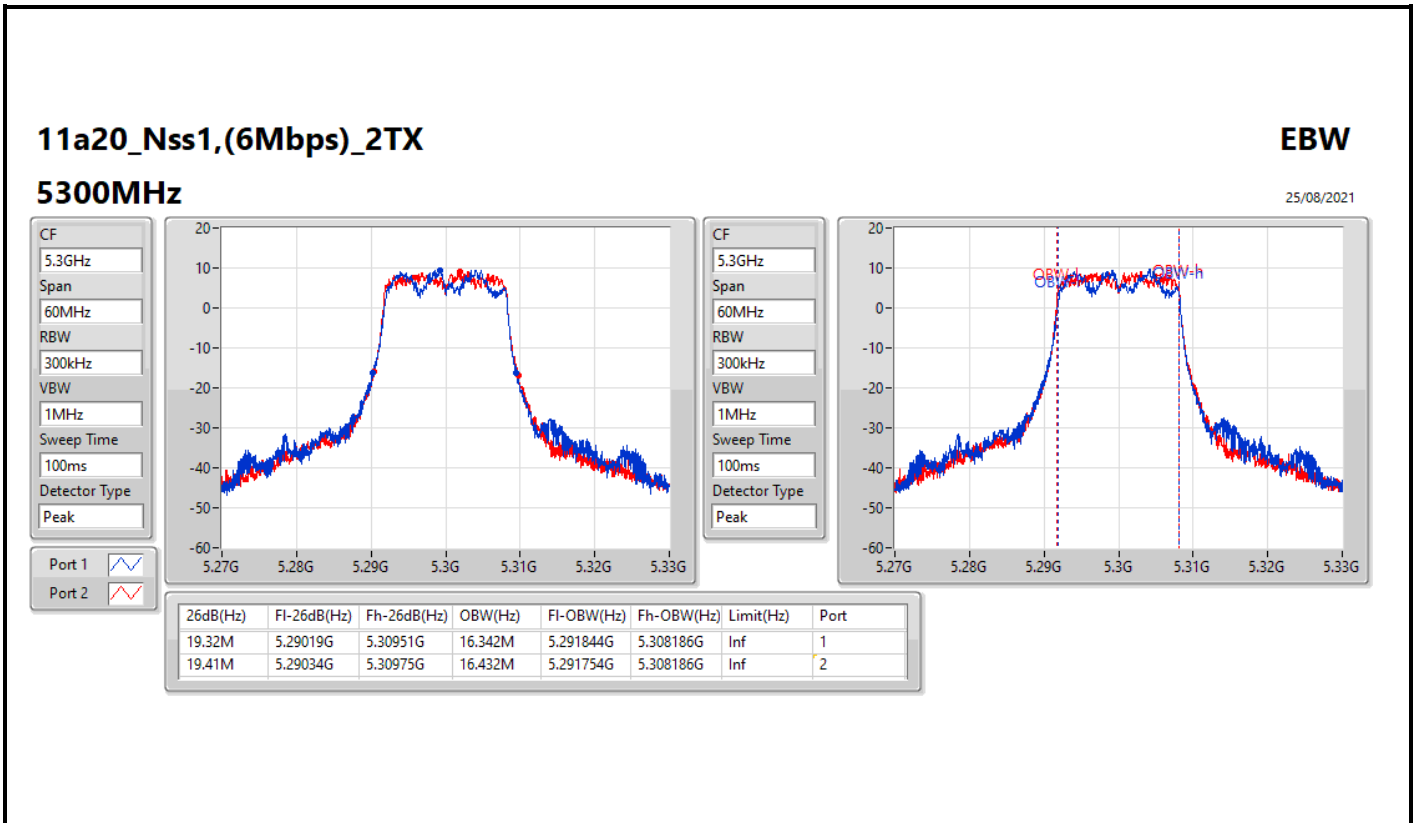 11a20_Nss1,(6Mbps)_2TX
EBW
5300MHz
25/08/2021
CF
5.3GHz
Span
60MHz
RBW
300kHz
VBW
1MHz
Sweep Time
100ms
Detector Type
Peak
Port 1
Port 2
20
10
0
-10
-20
-30
-40
-50
-60
5.27G 5.28G 5.29G 5.3G 5.31G 5.32G 5.33G
CF
5.3GHz
Span
60MHz
RBW
300kHz
VBW
1MHz
Sweep Time
100ms
Detector Type
Peak
20
10
0
-10
-20
-30
-40
-50
-60
OBW-h
5.27G 5.28G 5.29G 5.3G 5.31G 5.32G 5.33G
26dB(Hz) Fl-26dB(Hz) Fh-26dB(Hz) OBW(Hz) Fl-OBW(Hz) Fh-OBW(Hz) Limit(Hz) Port
19.32M 5.29019G 5.30951G 16.342M 5.291844G 5.308186G Inf 1
19.41M 5.29034G 5.30975G 16.432M 5.291754G 5.308186G Inf 2